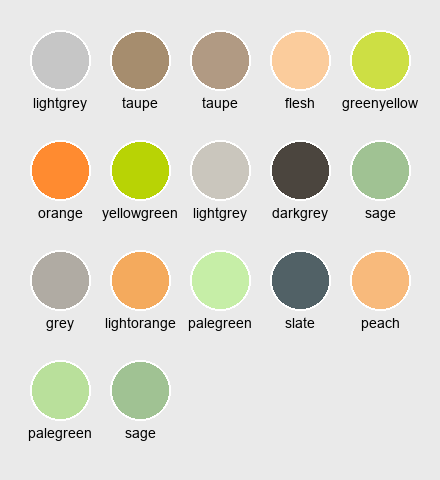 lightgrey taupe taupe flesh greenyellow
orange yellowgreen lightgrey darkgrey sage
grey lightorange palegreen slate peach
palegreen sage